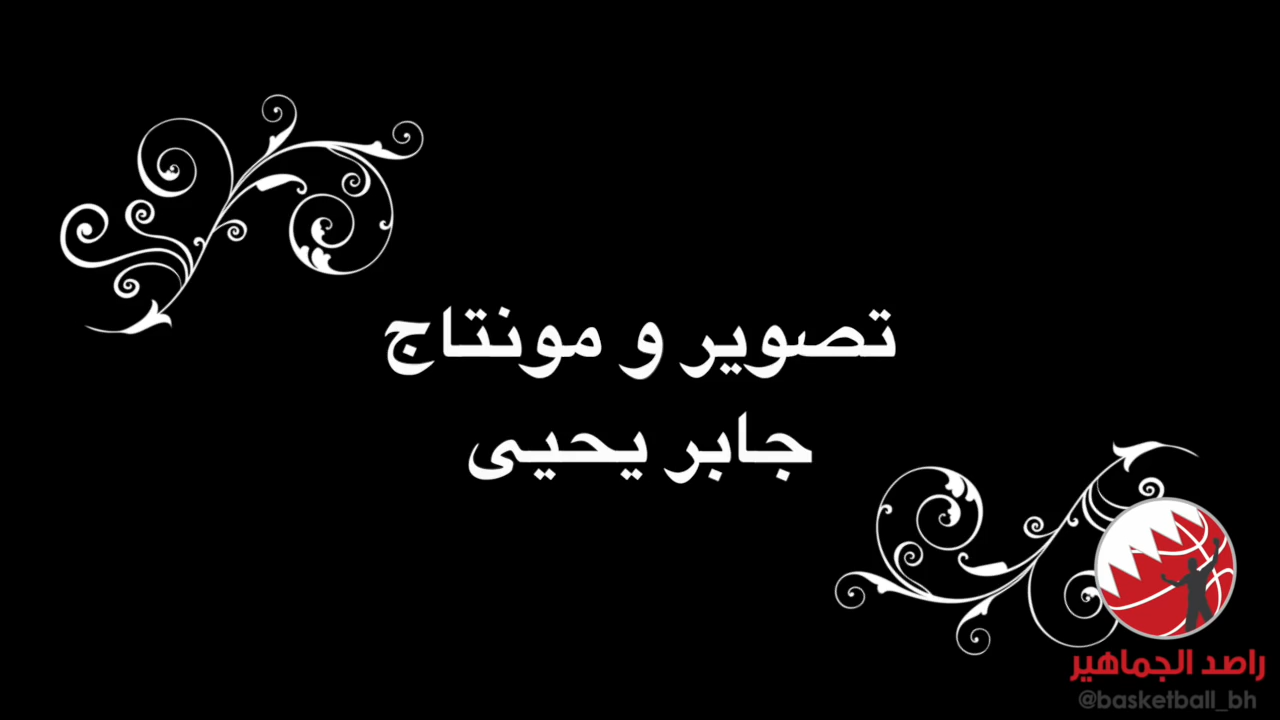 تصوير و مونتاج
جابر يحيى
راصد الجماهير
@basketball_bh